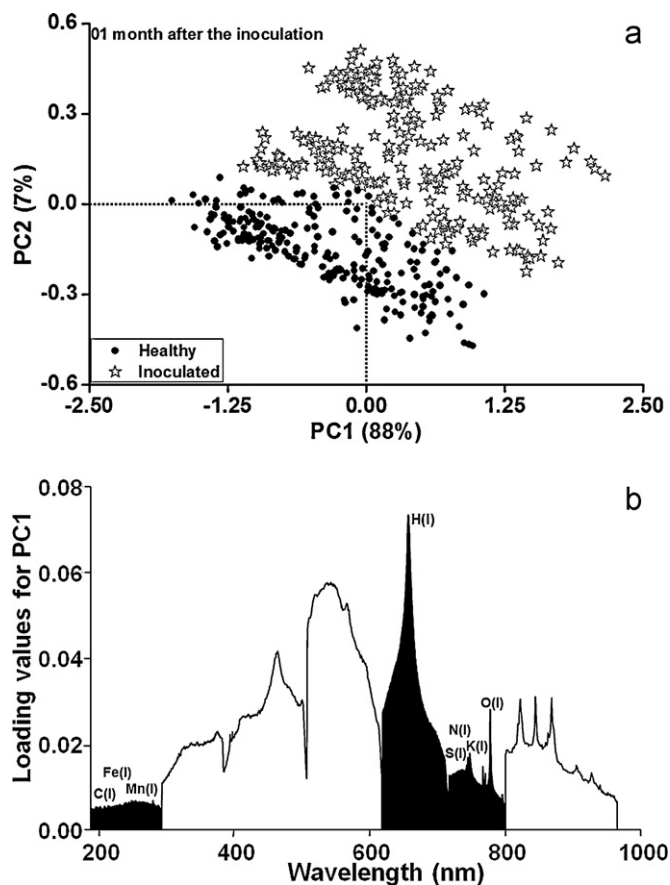 a
01 month after the inoculation
PC2 (7%)
0.6
0.3
0.0
-0.3
-0.6
Healthy
Inoculated
-2.50
-1.25
0.00
1.25
2.50
PC1 (88%)
b
Loading values for PC1
0.08
0.06
0.04
0.02
0.00
H(I)
O(I)
N(I)
S(I)
K(I)
Fe(I)
C(I)
Mn(I)
200
400
600
800
1000
Wavelength (nm)